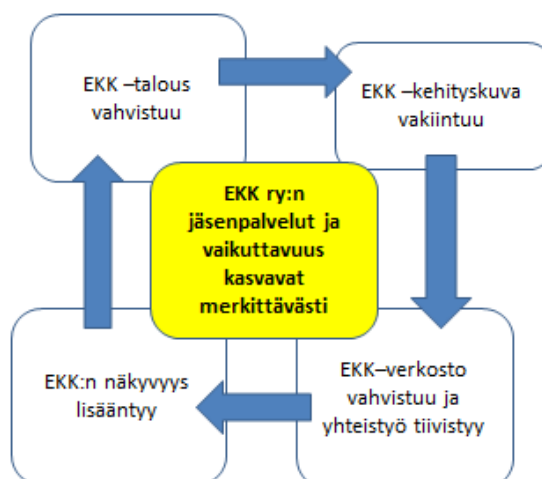 EKK –talous
vahvistuu
EKK –kehityskuva
vakiintuu
EKK ry:n
jäsenpalvelut ja
vaikuttavuus
kasvavat
merkittävästi
EKK:n näkyvyys
lisääntyy
EKK–verkosto
vahvistuu ja
yhteistyö tiivistyy